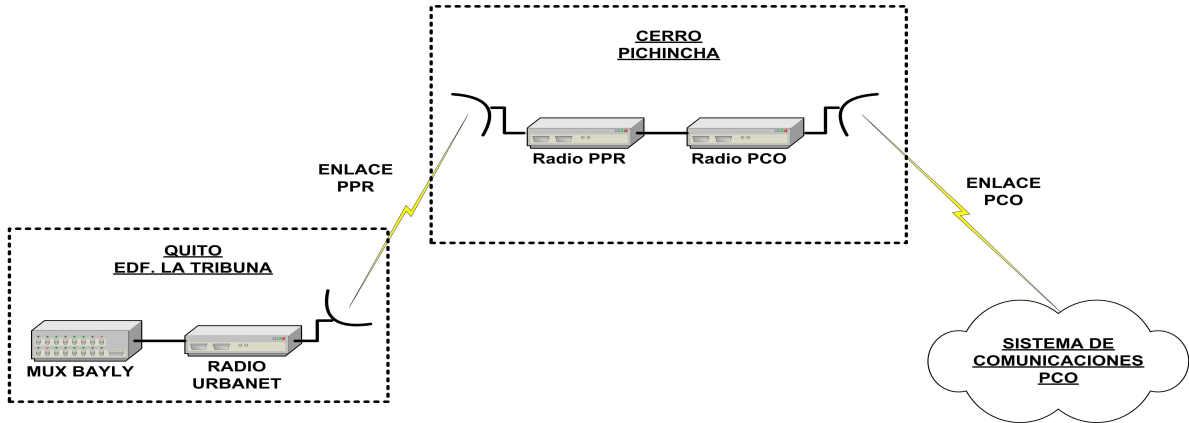 CERRO
PICHINCHA
Radio PPR
Radio PCO
ENLACE
PPR
ENLACE
PCO
QUITO
EDF. LA TRIBUNA
MUX BAYLY
RADIO
URBANET
SISTEMA DE
COMUNICACIONES
PCO